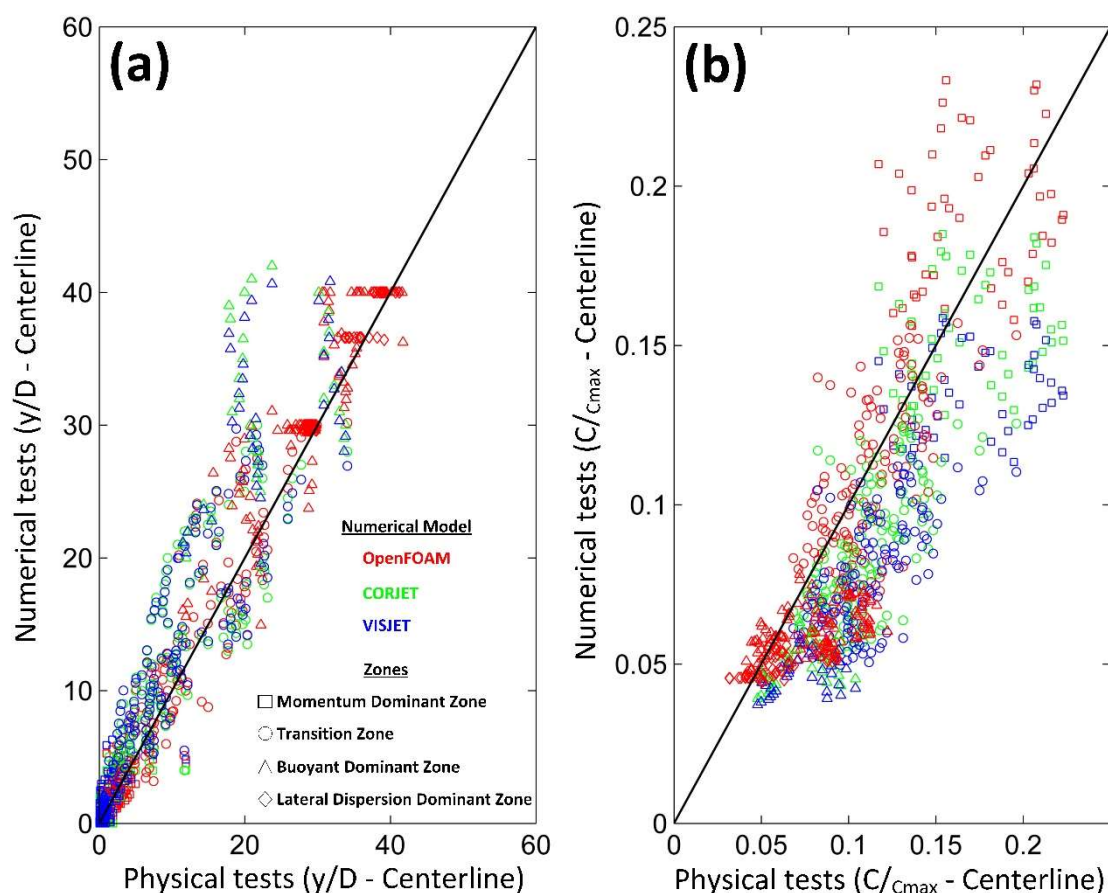 (a)
60
50
40
30
20
10
0
0
20
40
60
Numerical tests (y/D - Centerline)
Physical tests (y/D - Centerline)
Numerical Model
OpenFOAM
CORJET
VISJET
Zones
Momentum Dominant Zone
Transition Zone
Buoyant Dominant Zone
Lateral Dispersion Dominant Zone
(b)
0.25
0.2
0.15
0.1
0.05
0
0
0.05
0.1
0.15
0.2
Numerical tests (C/Cmax - Centerline)
Physical tests (C/Cmax - Centerline)